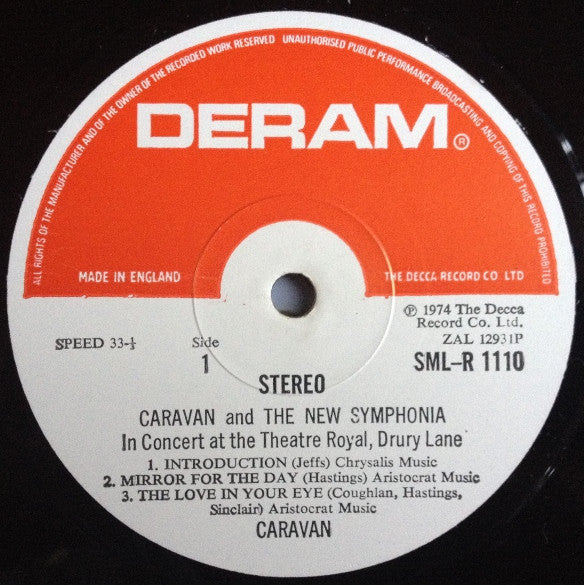 ALL RIGHTS OF THE MANUFACTURER AND OF THE OWNER OF THE RECORDED WORK RESERVED UNAUTHORISED PUBLIC PERFORMANCE BROADCASTING AND COPYING OF THIS RECORD PROHIBITED
DERAM®
MADE IN ENGLAND
THE DECCA RECORD CO LTD
℗ 1974 The Decca
Record Co. Ltd.
SPEED 33-⅓
Side
1
ZAL 12931P
SML-R 1110
STEREO
CARAVAN and THE NEW SYMPHONIA
In Concert at the Theatre Royal, Drury Lane
1. INTRODUCTION (Jeffs) Chrysalis Music
2. MIRROR FOR THE DAY (Hastings) Aristocrat Music
3. THE LOVE IN YOUR EYE (Coughlan, Hastings,
Sinclair) Aristocrat Music
CARAVAN